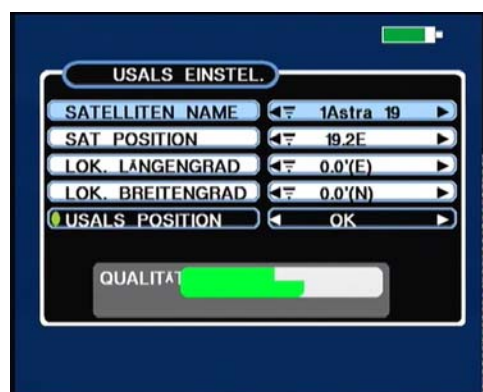 USALS EINSTEL.
SATELLITEN NAME 1Astra 19
SAT POSITION 19.2E
LOK. LÄNGENGRAD 0.0'(E)
LOK. BREITENGRAD 0.0'(N)
USALS POSITION OK
QUALITÄT